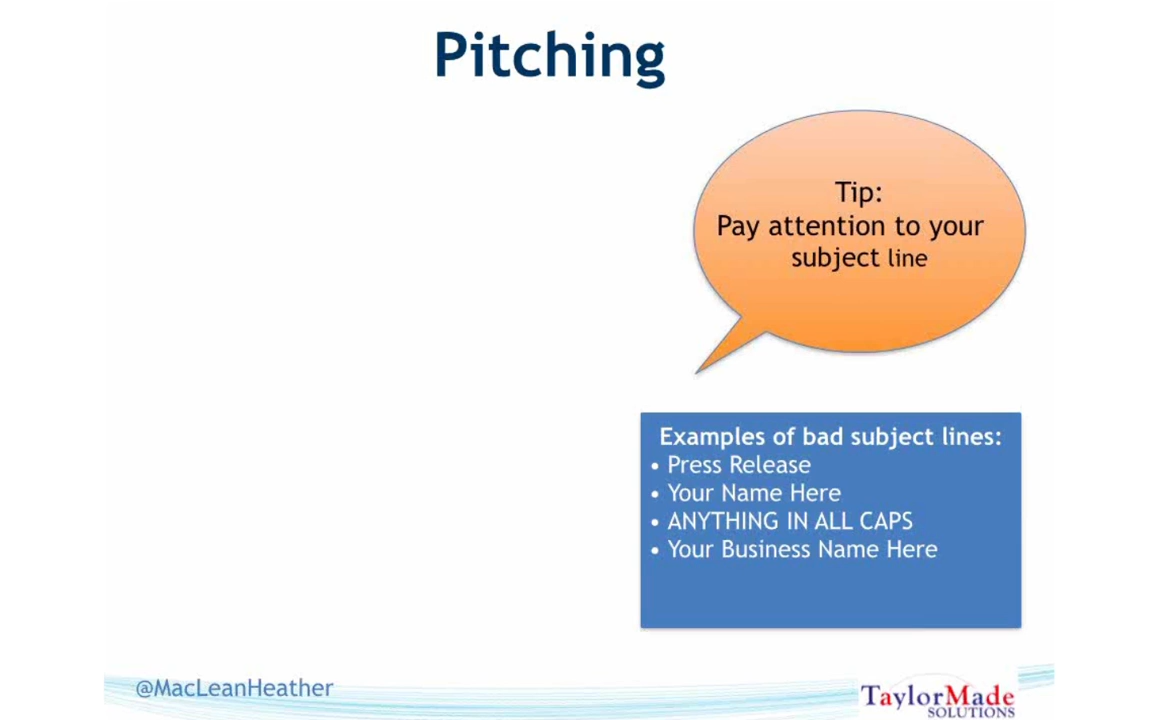 Pitching
Tip:
Pay attention to your
subject line
Examples of bad subject lines:
• Press Release
• Your Name Here
• ANYTHING IN ALL CAPS
• Your Business Name Here
@MacLeanHeather
TaylorMade
SOLUTIONS